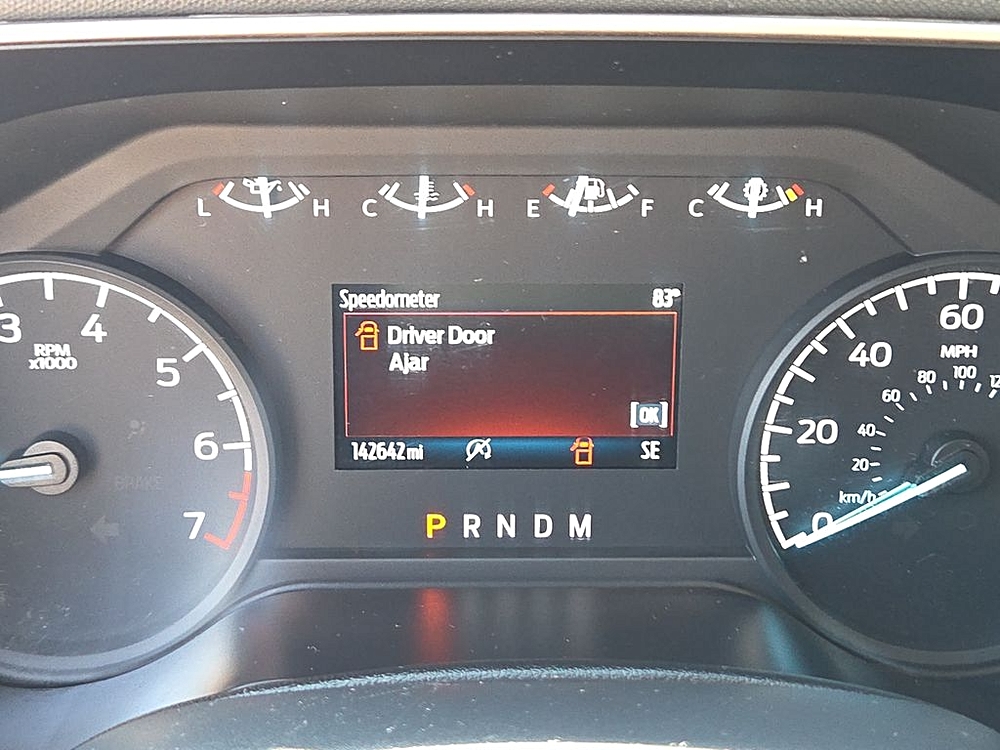 L H C H E F C H
Speedometer 83°
Driver Door
Ajar
[OK]
142642 mi SE
P R N D M
3 4 5 6 7
RPM
x1000
BRAKE
0 20 40 60
MPH
20 40 60 80 100
km/h